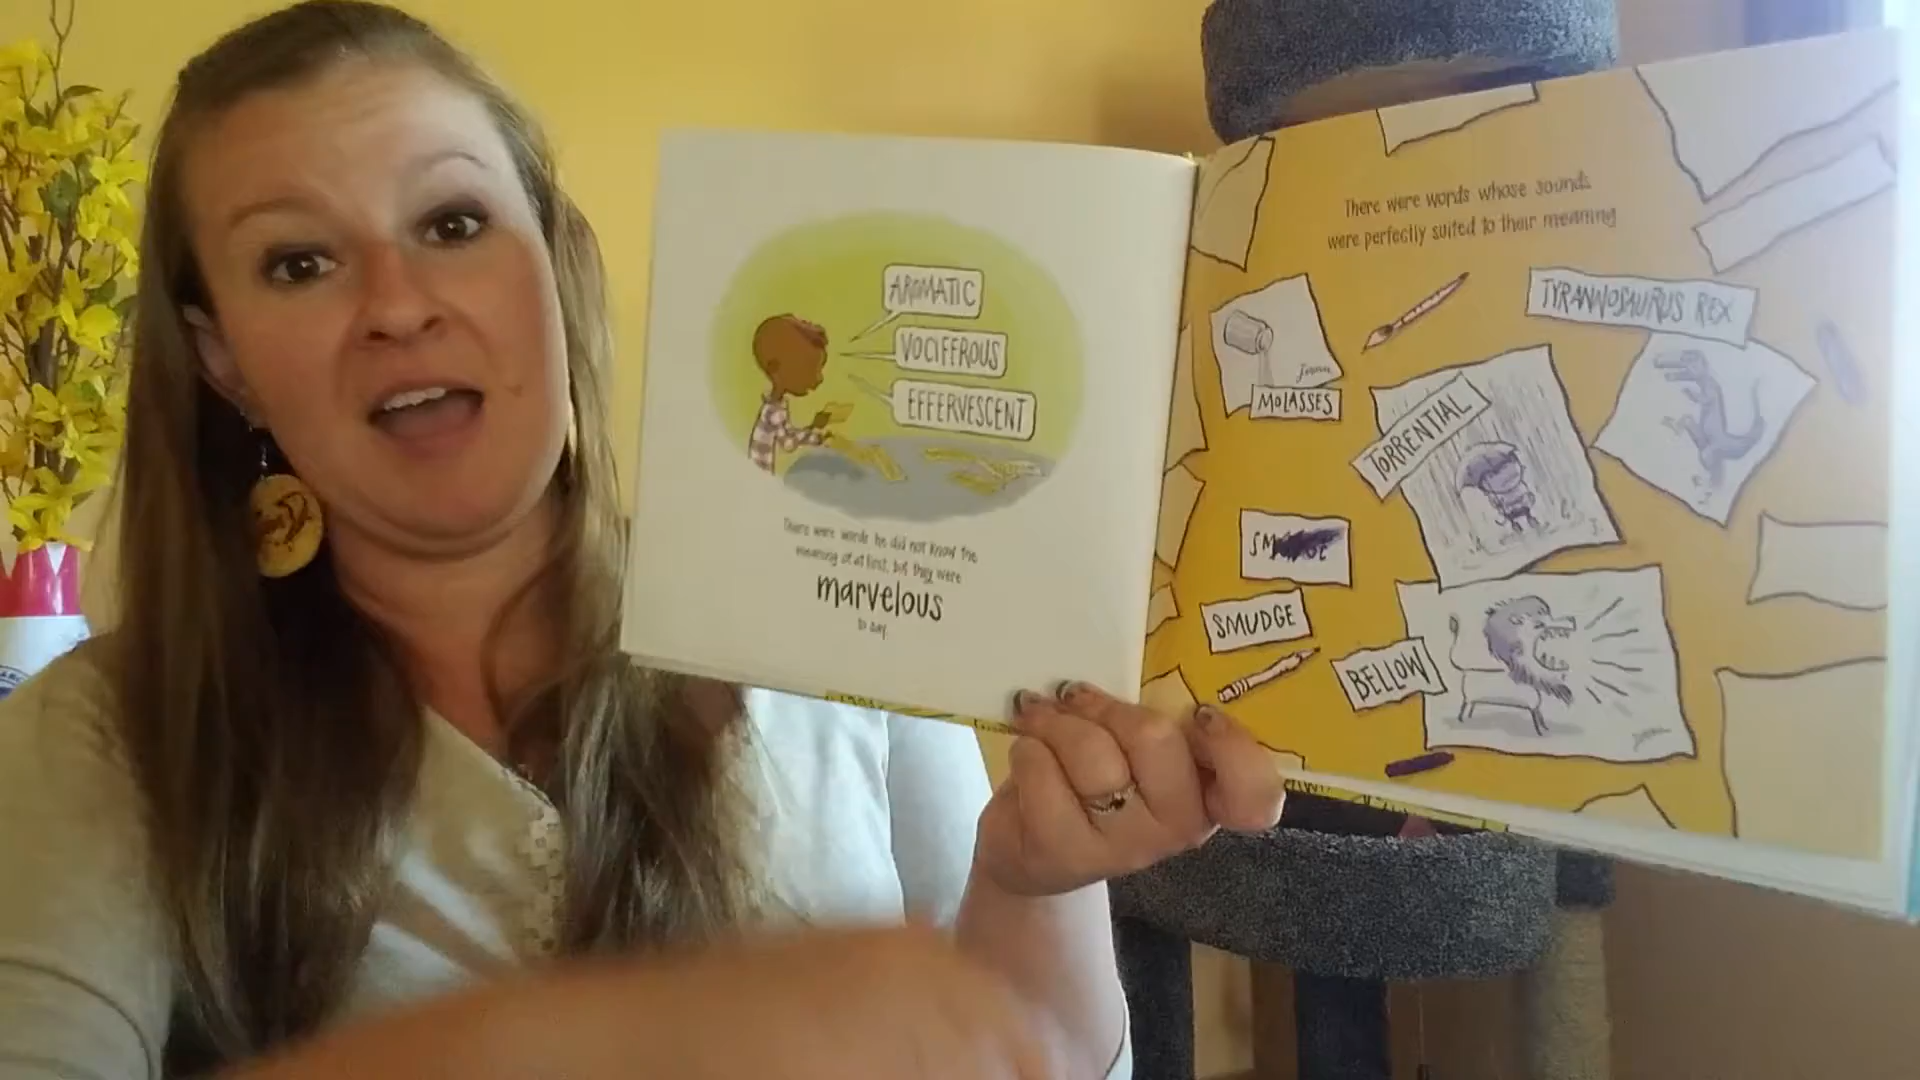 AROMATIC
VOCIFEROUS
EFFERVESCENT
There were words he did not know the
meaning of at first, but they were
marvelous
to say.
There were words whose sounds
were perfectly suited to their meaning
MOLASSES
TYRANNOSAURUS REX
TORRENTIAL
SMUDGE
SMUDGE
BELLOW